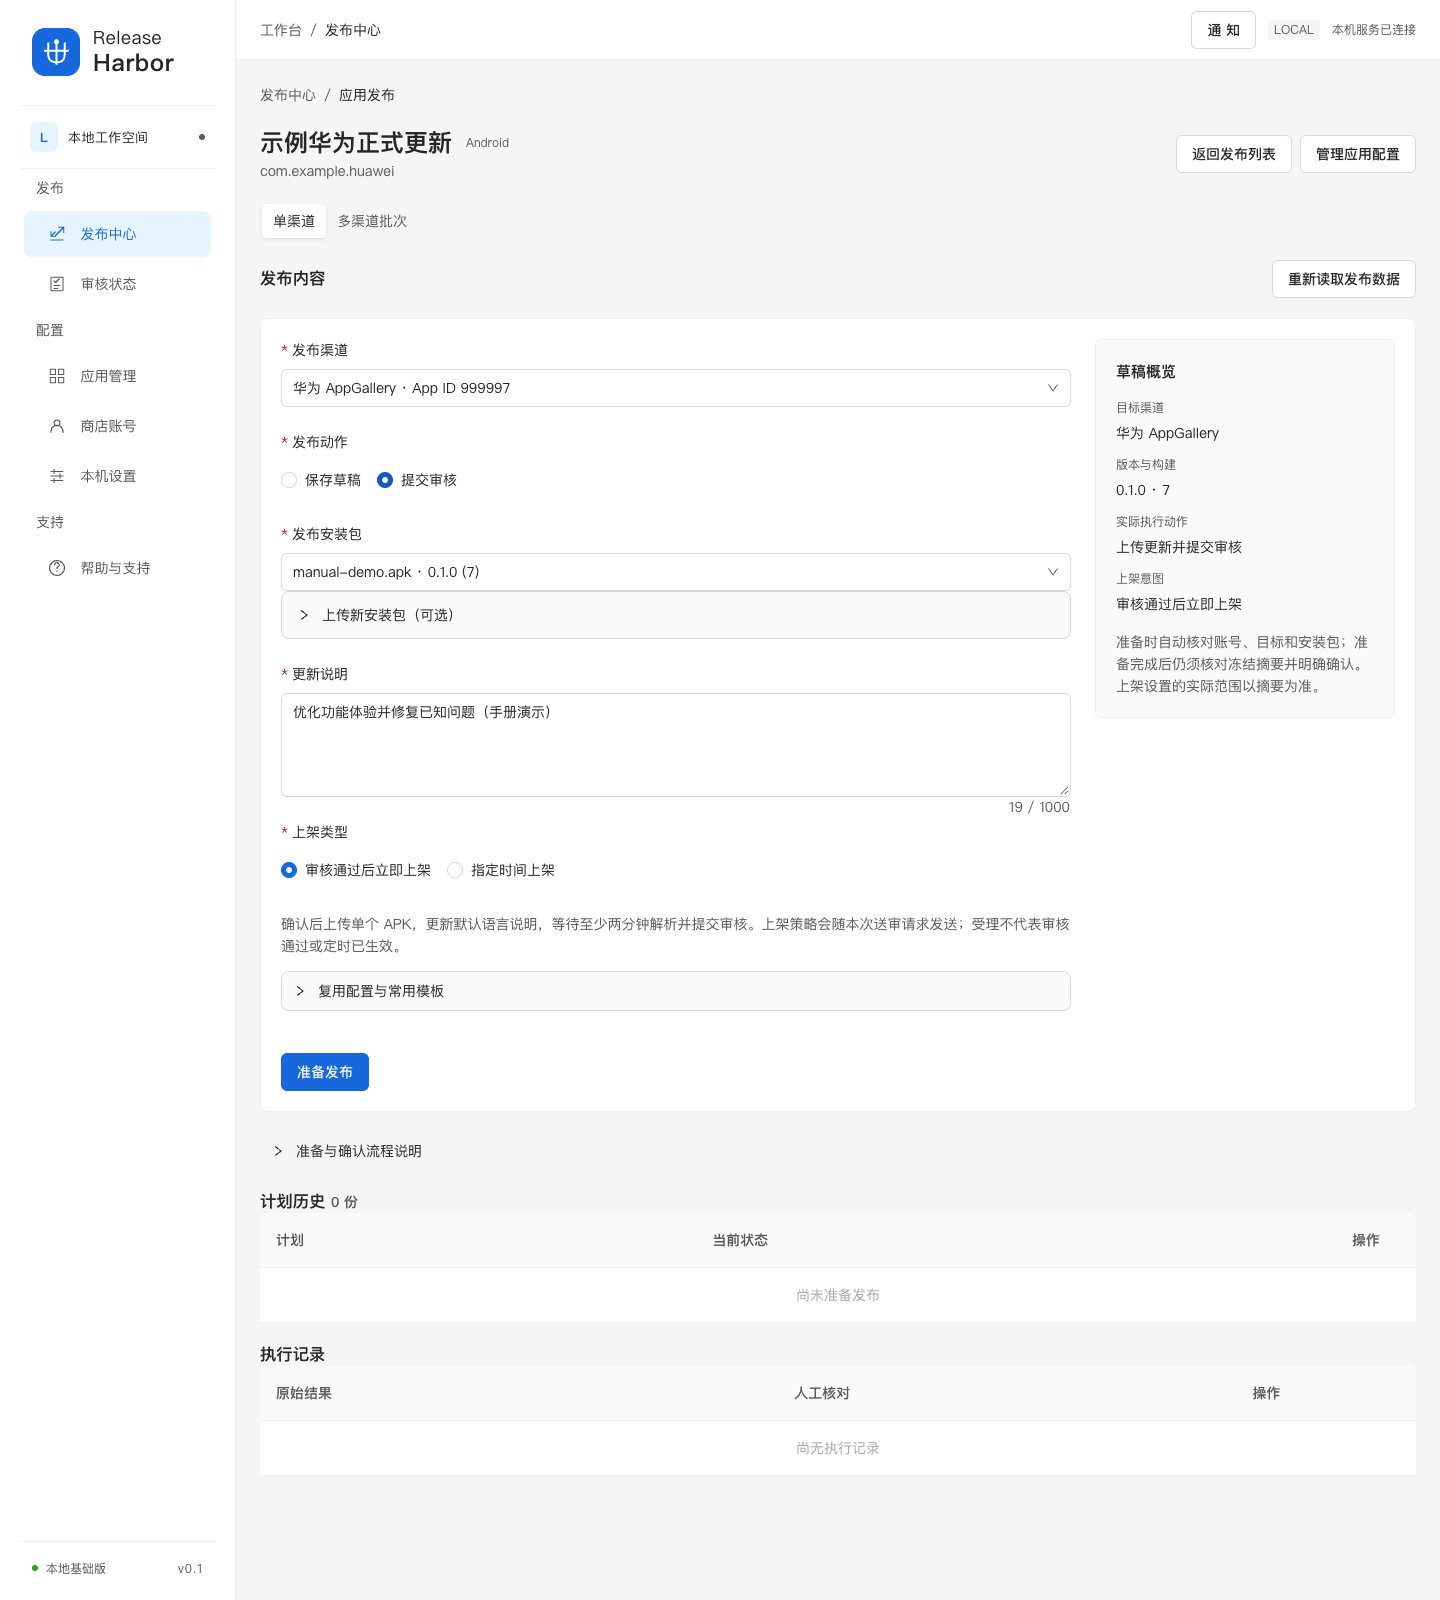 Release
Harbor
L 本地工作空间
发布
发布中心
审核状态
配置
应用管理
商店账号
本机设置
支持
帮助与支持
本地基础版 v0.1
工作台 / 发布中心
通 知 LOCAL 本机服务已连接
发布中心 / 应用发布
示例华为正式更新 Android
com.example.huawei
返回发布列表 管理应用配置
单渠道 多渠道批次
发布内容
重新读取发布数据
* 发布渠道
华为 AppGallery · App ID 999997
* 发布动作
保存草稿 提交审核
* 发布安装包
manual-demo.apk · 0.1.0 (7)
上传新安装包（可选）
* 更新说明
优化功能体验并修复已知问题（手册演示）
19 / 1000
* 上架类型
审核通过后立即上架 指定时间上架
确认后上传单个 APK，更新默认语言说明，等待至少两分钟解析并提交审核。上架策略会随本次送审请求发送；受理不代表审核
通过或定时已生效。
复用配置与常用模板
准备发布
草稿概览
目标渠道
华为 AppGallery
版本与构建
0.1.0 · 7
实际执行动作
上传更新并提交审核
上架意图
审核通过后立即上架
准备时自动核对账号、目标和安装包；准
备完成后仍须核对冻结摘要并明确确认。
上架设置的实际范围以摘要为准。
准备与确认流程说明
计划历史 0 份
计划 当前状态 操作
尚未准备发布
执行记录
原始结果 人工核对 操作
尚无执行记录